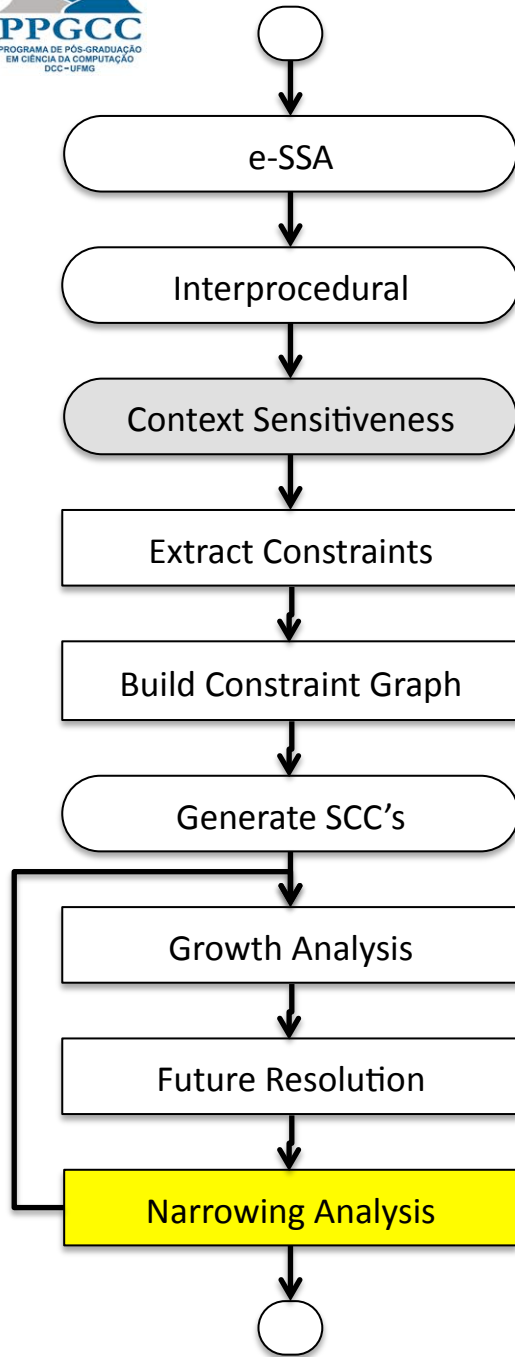 PPGCC
PROGRAMA DE PÓS-GRADUAÇÃO
EM CIÊNCIA DA COMPUTAÇÃO
DCC - UFMG
e-SSA
Interprocedural
Context Sensitiveness
Extract Constraints
Build Constraint Graph
Generate SCC’s
Growth Analysis
Future Resolution
Narrowing Analysis